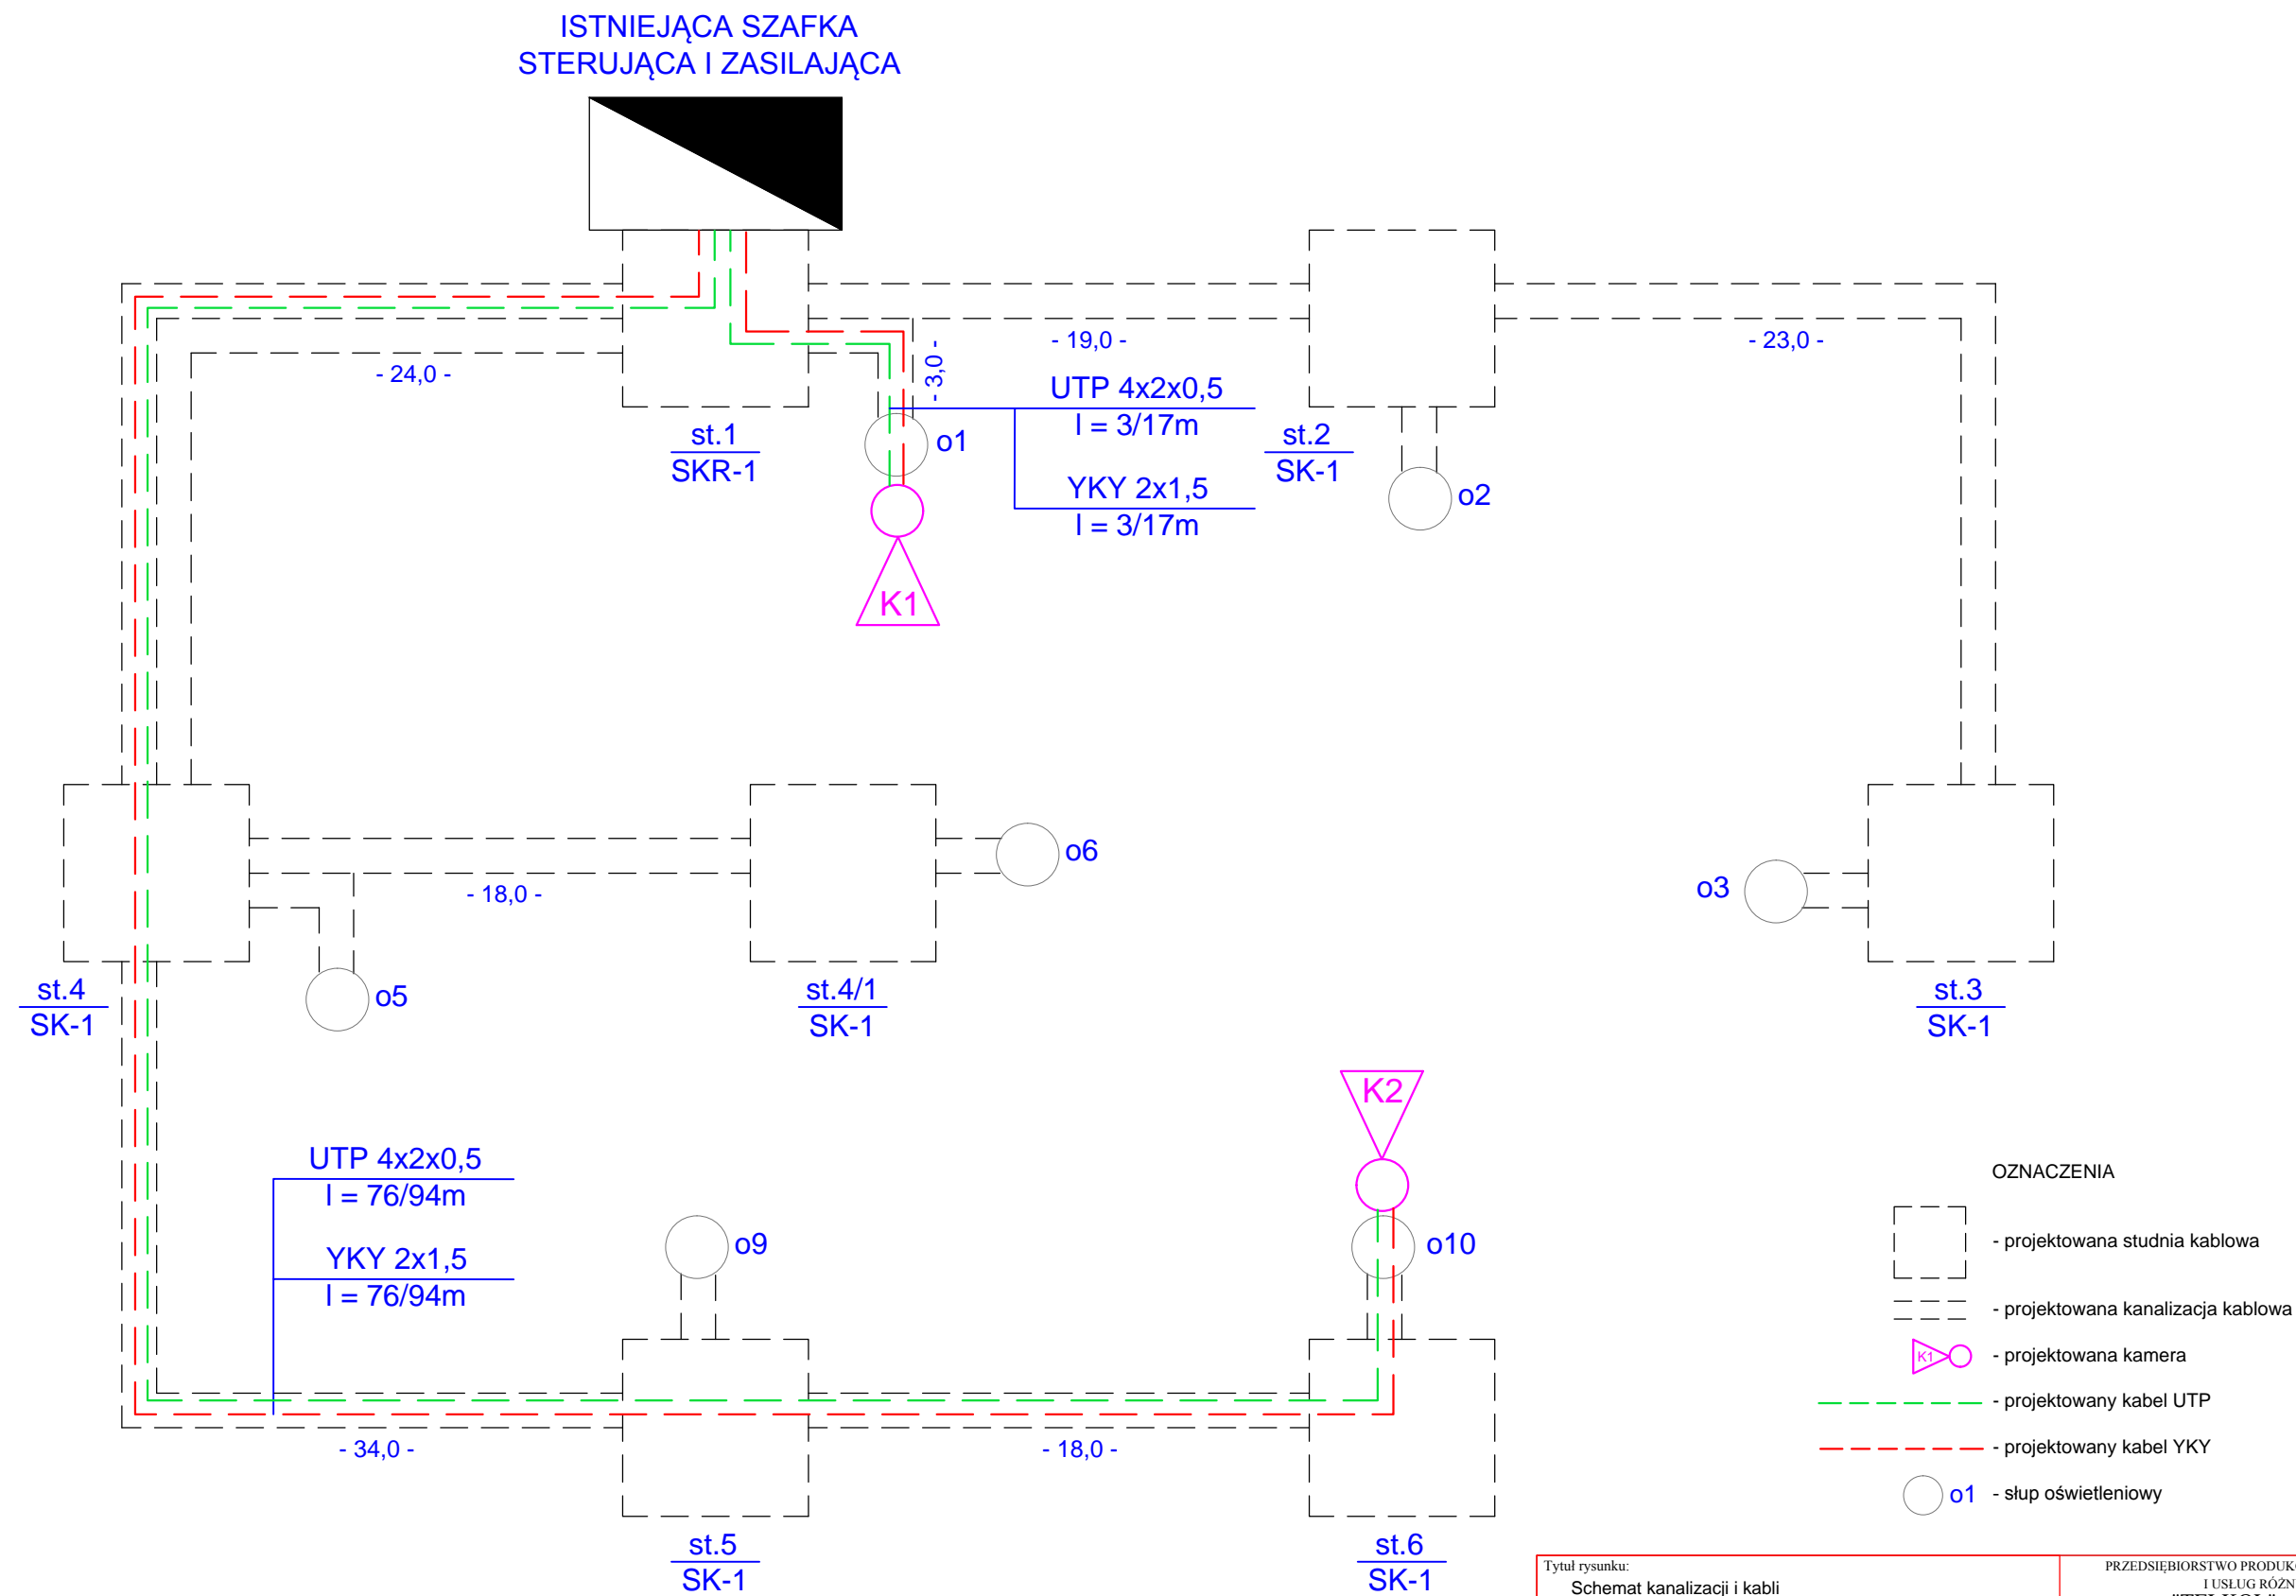 ISTNIEJĄCA SZAFKA
STERUJĄCA I ZASILAJĄCA
- 24,0 -
- 3,0 -
- 19,0 -
- 23,0 -
UTP 4x2x0,5
l = 3/17m
YKY 2x1,5
l = 3/17m
st.1
SKR-1
o1
st.2
SK-1
o2
K1
- 18,0 -
o6
o3
o5
st.4
SK-1
st.4/1
SK-1
st.3
SK-1
K2
UTP 4x2x0,5
l = 76/94m
YKY 2x1,5
l = 76/94m
o9
o10
- 34,0 -
- 18,0 -
st.5
SK-1
st.6
SK-1
OZNACZENIA
- projektowana studnia kablowa
- projektowana kanalizacja kablowa
K1
- projektowana kamera
- projektowany kabel UTP
- projektowany kabel YKY
o1 - słup oświetleniowy
Tytuł rysunku:
Schemat kanalizacji i kabli
PRZEDSIĘBIORSTWO
I USŁUG